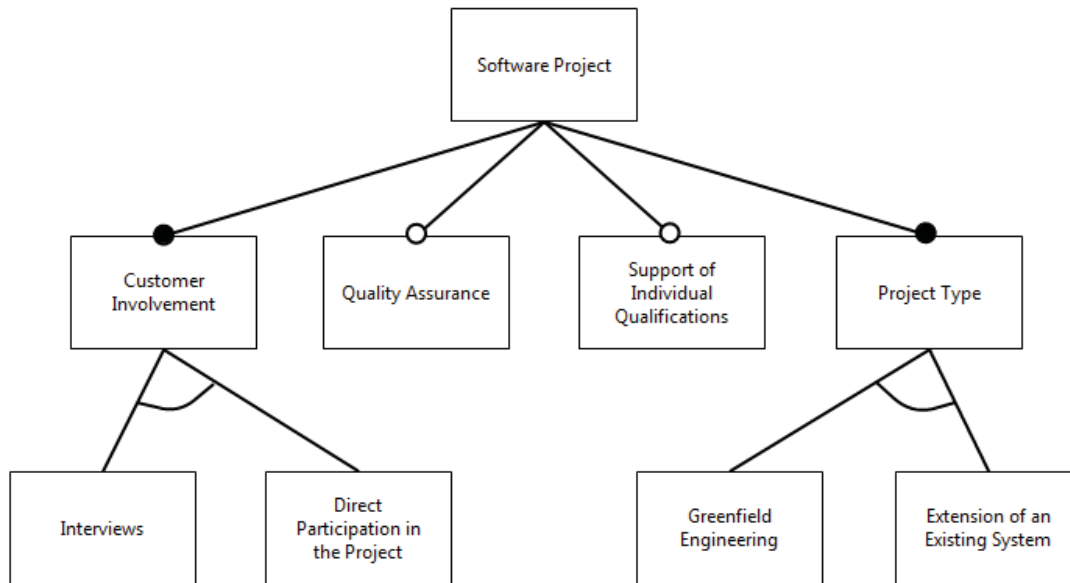 Software Project
Customer
Involvement
Quality Assurance
Support of
Individual
Qualifications
Project Type
Interviews
Direct
Participation in
the Project
Greenfield
Engineering
Extension of an
Existing System